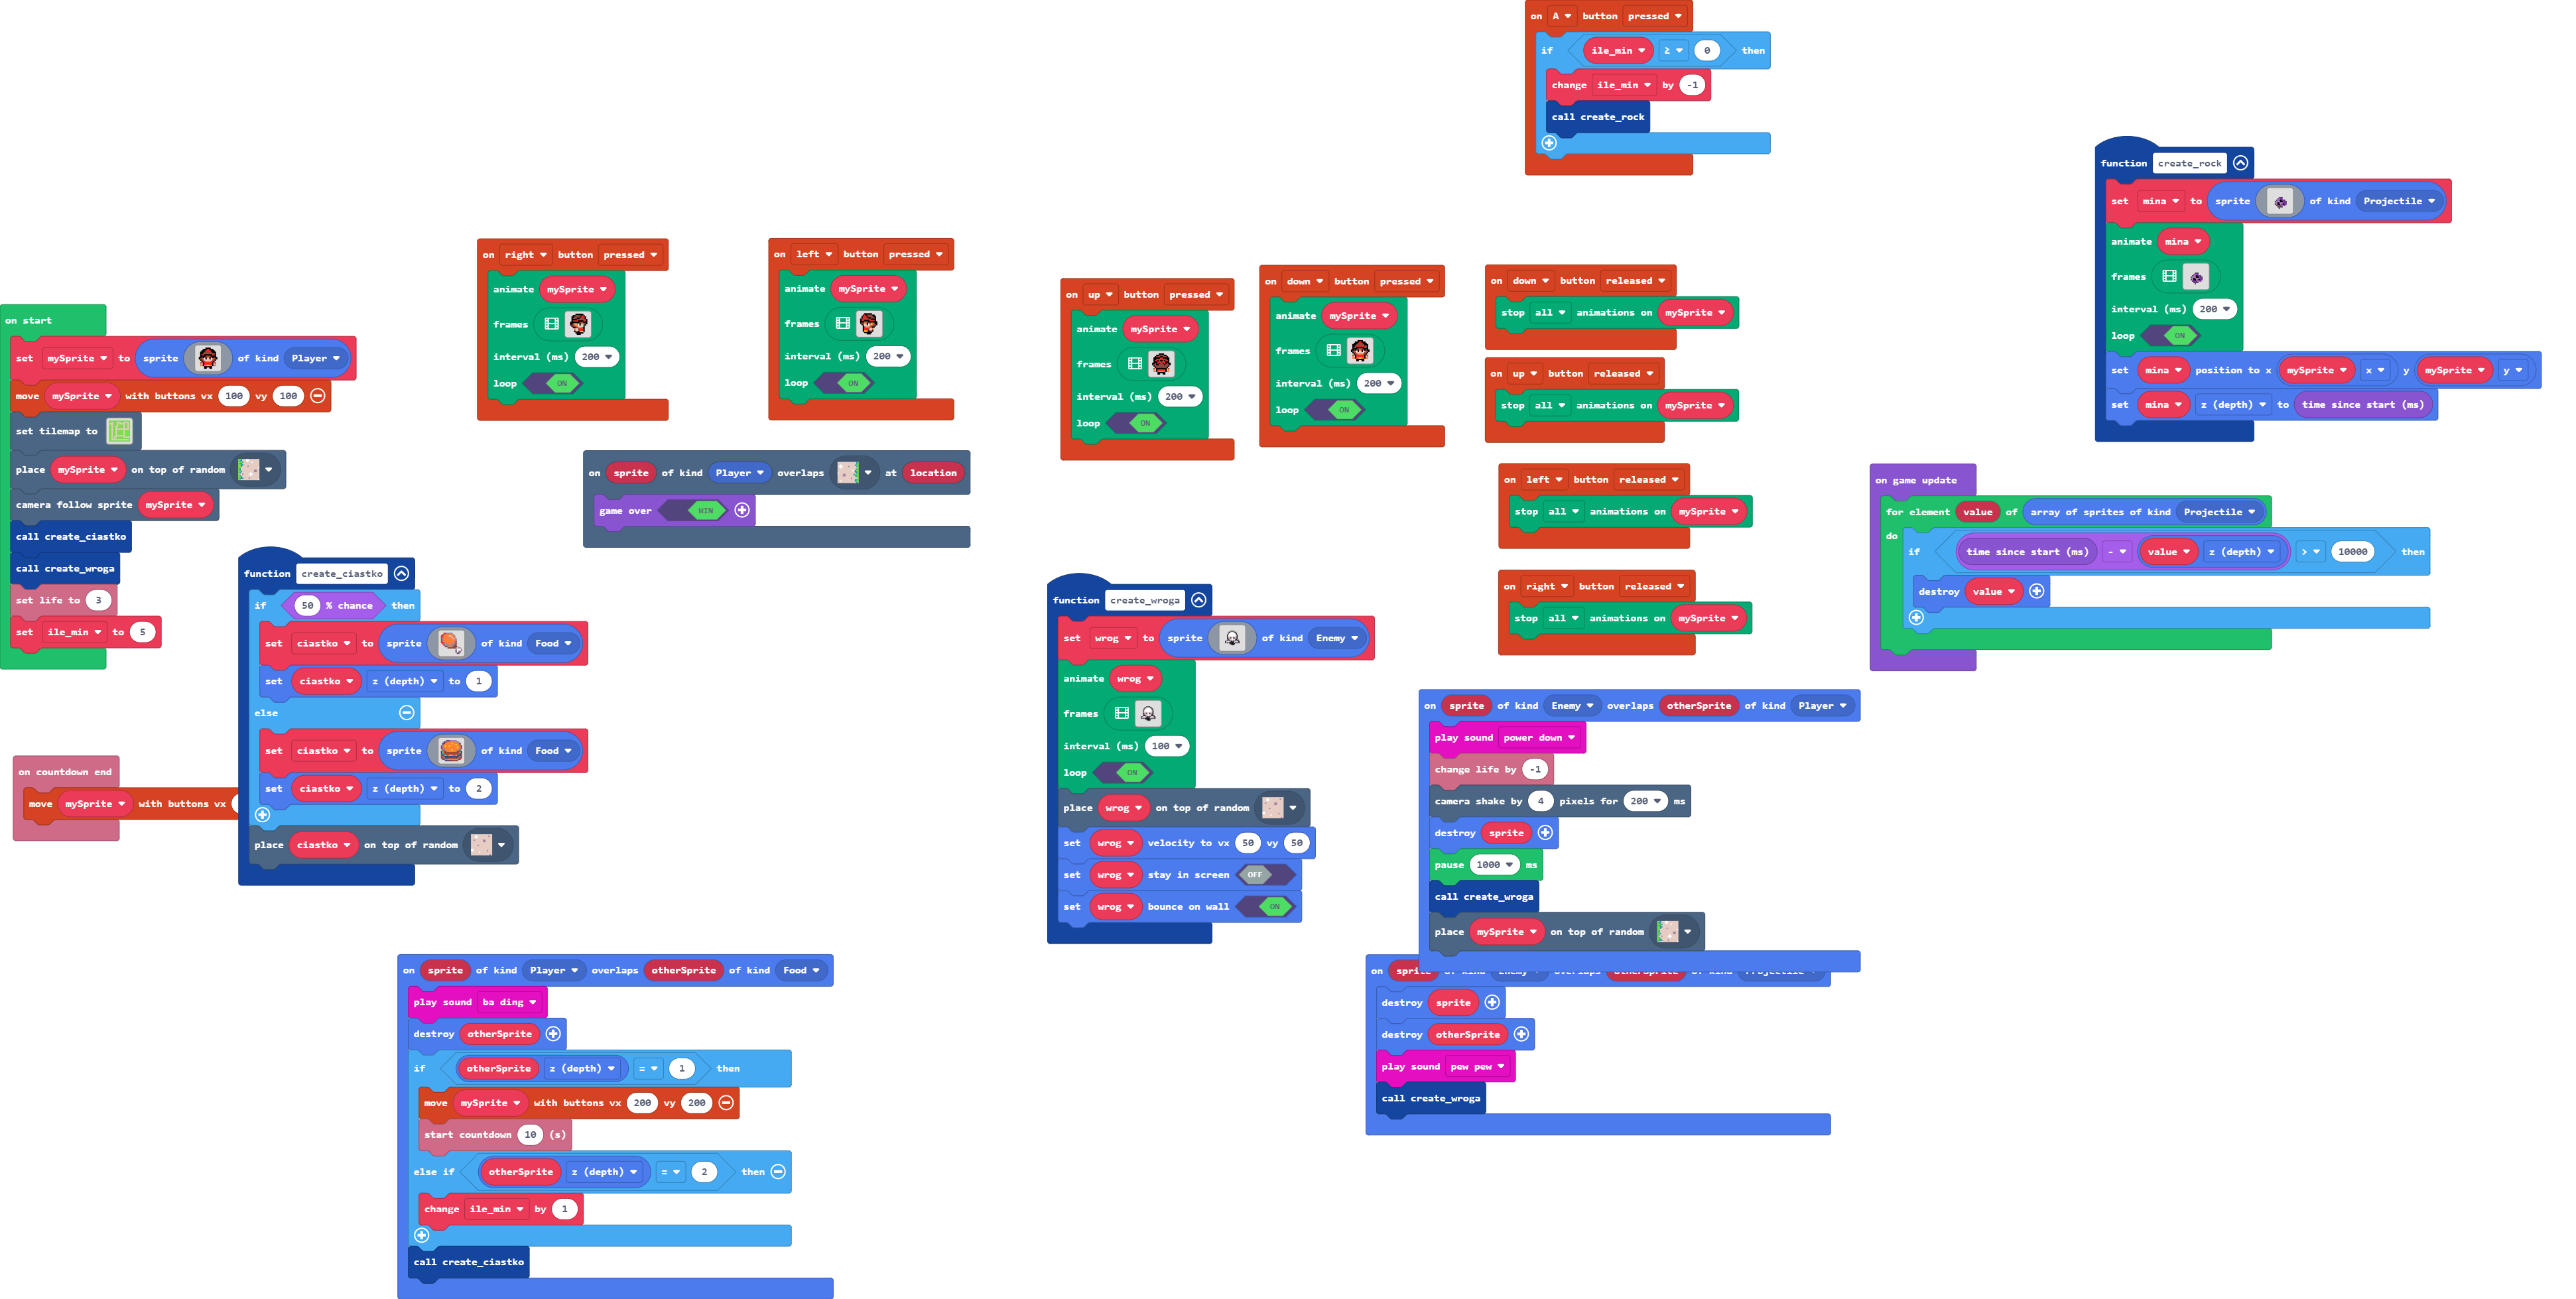 on A button pressed
if ile_min ≥ 0 then
change ile_min by -1
call create_rock
function create_rock
set mina to sprite of kind Projectile
animate mina
frames
interval (ms) 200
loop ON
set mina position to x mySprite x y mySprite y
set mina z (depth) to time since start (ms)
on right button pressed
animate mySprite
frames
interval (ms) 200
loop ON
on left button pressed
animate mySprite
frames
interval (ms) 200
loop ON
on up button pressed
animate mySprite
frames
interval (ms) 200
loop ON
on down button pressed
animate mySprite
frames
interval (ms) 200
loop ON
on down button released
stop all animations on mySprite
on up button released
stop all animations on mySprite
on left button released
stop all animations on mySprite
on right button released
stop all animations on mySprite
on start
set mySprite to sprite of kind Player
move mySprite with buttons vx 100 vy 100
set tilemap to
place mySprite on top of random
camera follow sprite mySprite
call create_ciastko
call create_wroga
set life to 3
set ile_min to 5
on sprite of kind Player overlaps at location
game over WIN
on game update
for element value of array of sprites of kind Projectile
do
if time since start (ms) - value z (depth) > 10000 then
destroy value
function create_ciastko
if 50 % chance then
set ciastko to sprite of kind Food
set ciastko z (depth) to 1
else
set ciastko to sprite of kind Food
set ciastko z (depth) to 2
place ciastko on top of random
on countdown end
move mySprite with buttons vx
function create_wroga
set wrog to sprite of kind Enemy
animate wrog
frames
interval (ms) 100
loop ON
place wrog on top of random
set wrog velocity to vx 50 vy 50
set wrog stay in screen OFF
set wrog bounce on wall ON
on sprite of kind Enemy overlaps otherSprite of kind Player
play sound power down
change life by -1
camera shake by 4 pixels for 200 ms
destroy sprite
pause 1000 ms
call create_wroga
place mySprite on top of random
on sprite of kind Enemy overlaps otherSprite of kind Projectile
destroy sprite
destroy otherSprite
play sound pew pew
call create_wroga
on sprite of kind Player overlaps otherSprite of kind Food
play sound ba ding
destroy otherSprite
if otherSprite z (depth) = 1 then
move mySprite with buttons vx 200 vy 200
start countdown 10 (s)
else if otherSprite z (depth) = 2 then
change ile_min by 1
call create_ciastko